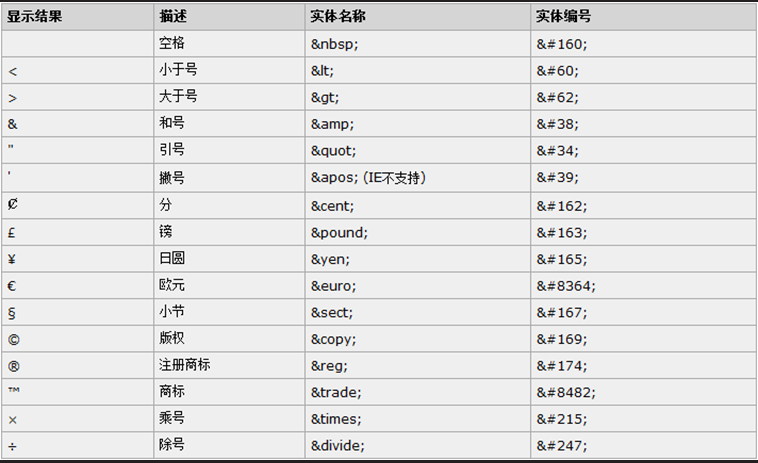 显示结果 描述 实体名称 实体编号
空格 &nbsp; &#160;
< 小于号 &lt; &#60;
> 大于号 &gt; &#62;
& 和号 &amp; &#38;
" 引号 &quot; &#34;
' 撇号 &apos; (IE不支持) &#39;
₡ 分 &cent; &#162;
£ 镑 &pound; &#163;
¥ 日圆 &yen; &#165;
€ 欧元 &euro; &#8364;
§ 小节 &sect; &#167;
© 版权 &copy; &#169;
® 注册商标 &reg; &#174;
™ 商标 &trade; &#8482;
× 乘号 &times; &#215;
÷ 除号 &divide; &#247;